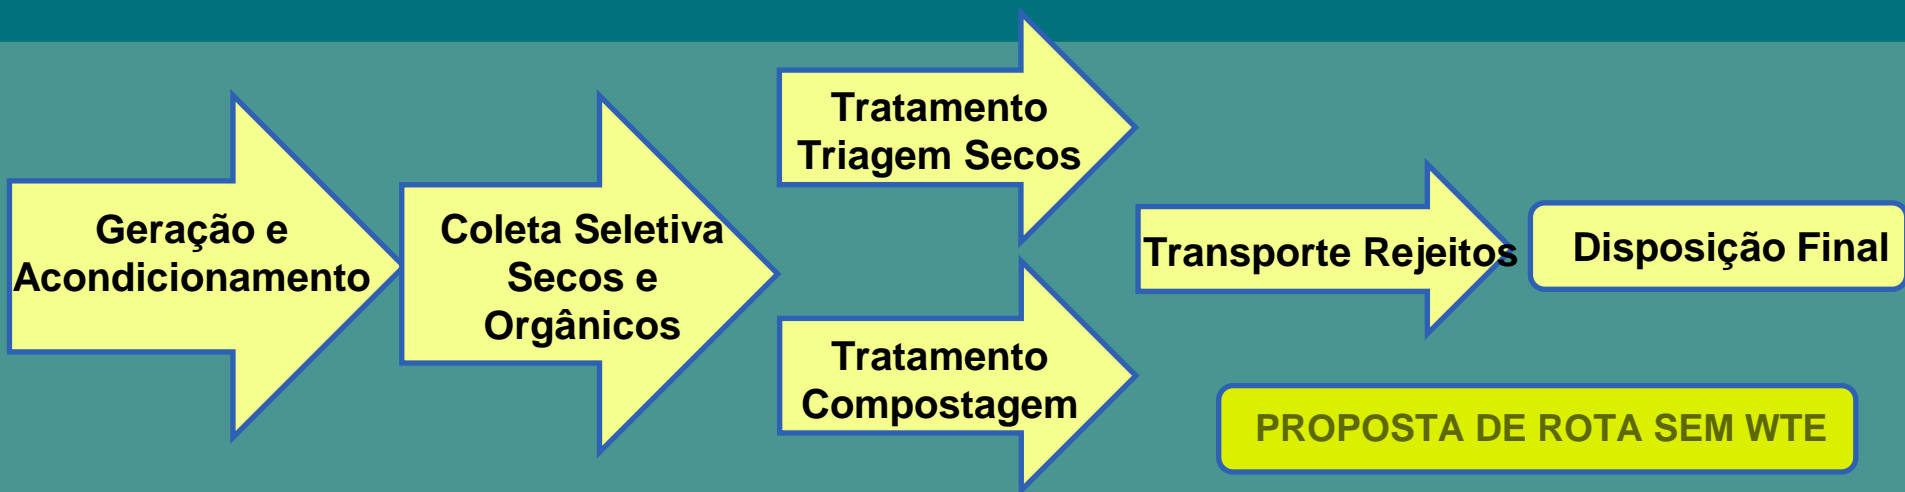 Geração e
Acondicionamento
Coleta Seletiva
Secos e
Orgânicos
Tratamento
Triagem Secos
Tratamento
Compostagem
Transporte Rejeitos
Disposição Final
PROPOSTA DE ROTA SEM WTE